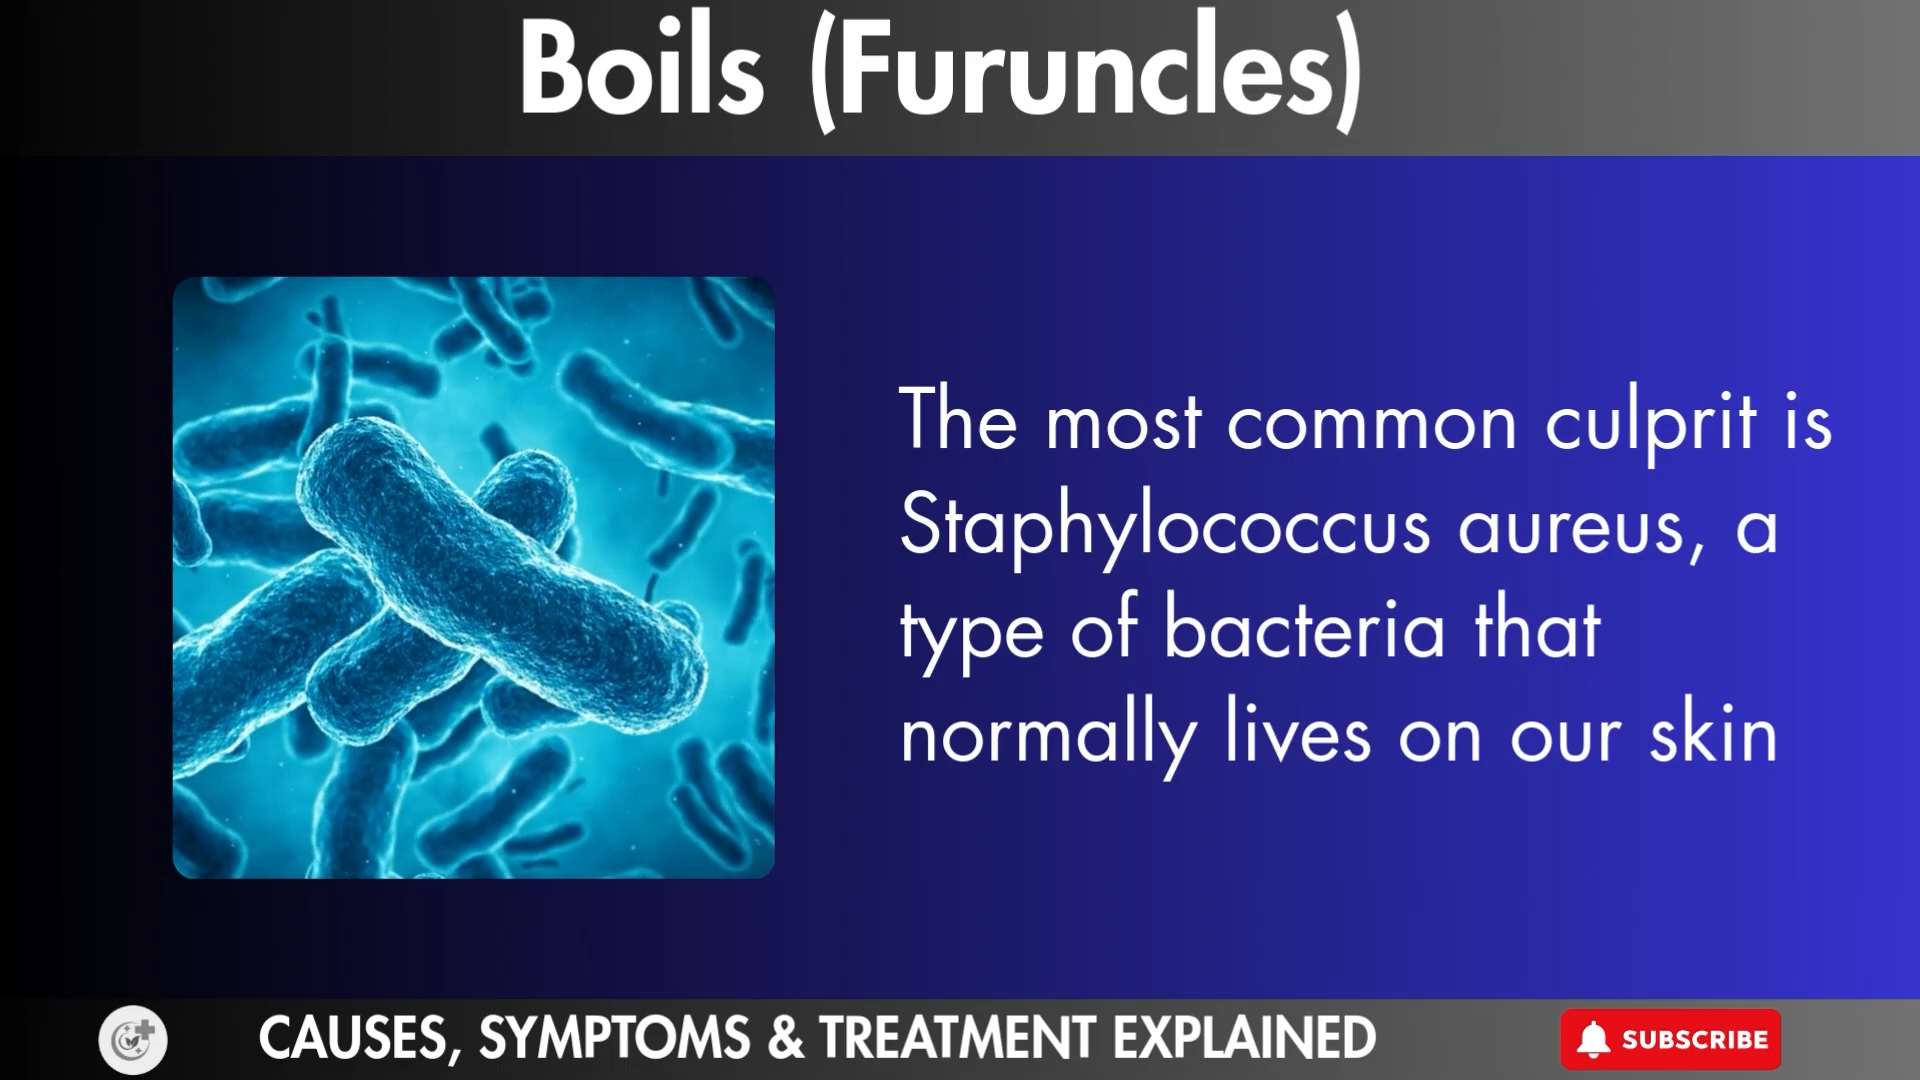 Boils (Furuncles)
The most common culprit is
Staphylococcus aureus, a
type of bacteria that
normally lives on our skin
CAUSES, SYMPTOMS & TREATMENT EXPLAINED
SUBSCRIBE